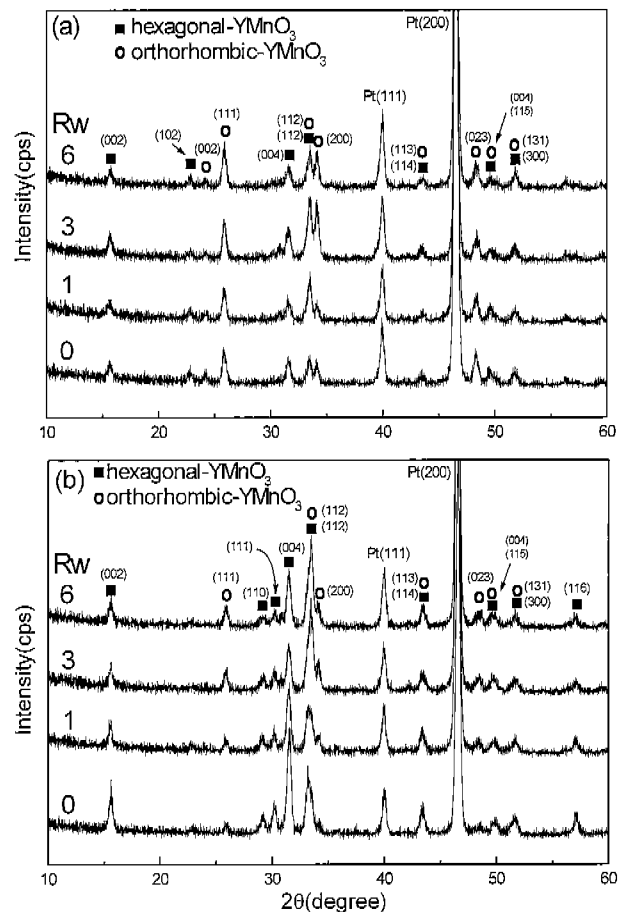 (a)
■ hexagonal-YMnO3
o orthorhombic-YMnO3
Pt(200)
Rw
(002)
(102)
(002)
(111)
(004)
(112)
(112)
(200)
Pt(111)
(113)
(114)
(023)
(004)
(115)
(131)
(300)
6
3
1
0
Intensity(cps)
10 20 30 40 50 60
(b)
■ hexagonal-YMnO3
o orthorhombic-YMnO3
Pt(200)
Rw
(002)
(111)
(110)
(111)
(004)
(112)
(112)
(200)
Pt(111)
(113)
(114)
(023)
(004)
(115)
(131)
(300)
(116)
6
3
1
0
Intensity(cps)
10 20 30 40 50 60
2θ(degree)